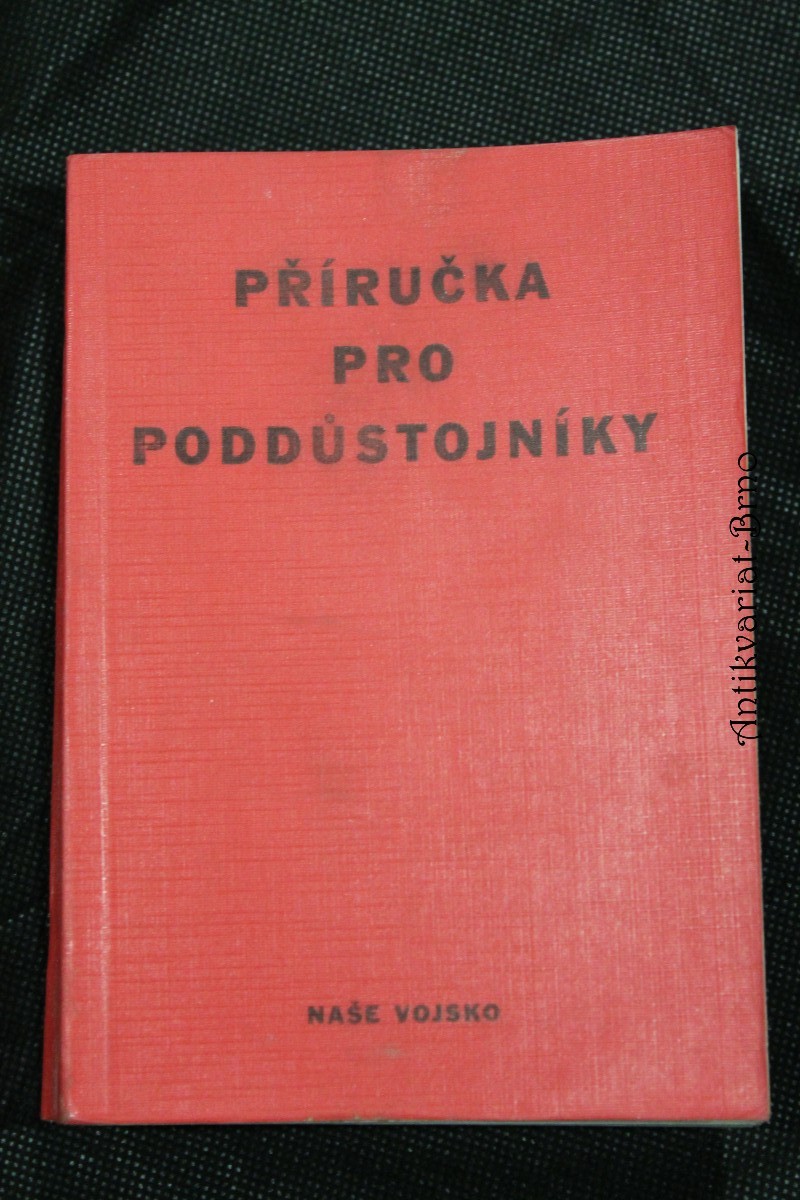 PŘÍRUČKA
PRO
PODDŮSTOJNÍKY
NAŠE VOJSKO
Antikvariat-Brno